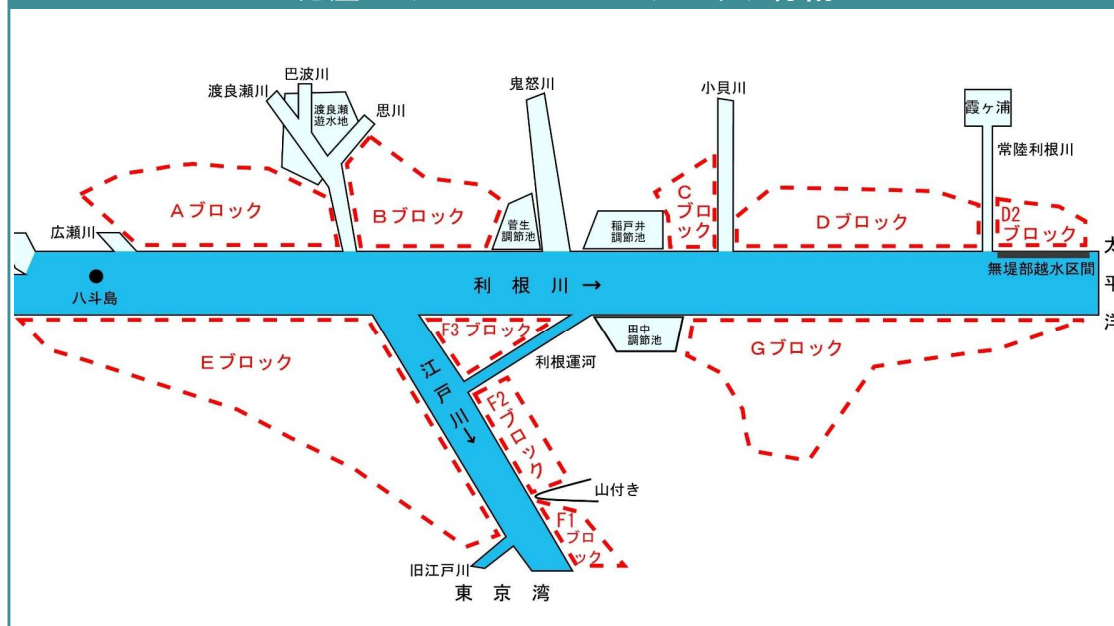 巴波川
渡良瀬川
渡良瀬
遊水地
思川
鬼怒川
小貝川
霞ヶ浦
常陸利根川
Aブロック
Bブロック
菅生
調節池
稲戸井
調節池
C
ブロ
ック
Dブロック
D2
ブロック
広瀬川
無堤部越水区間
八斗島
利根川→
太平洋
Eブロック
F3 ブロック
利根運河
田中
調節池
Gブロック
江戸川→
F2
ブロック
山付き
F1
ブロ
ック
旧江戸川
東京湾